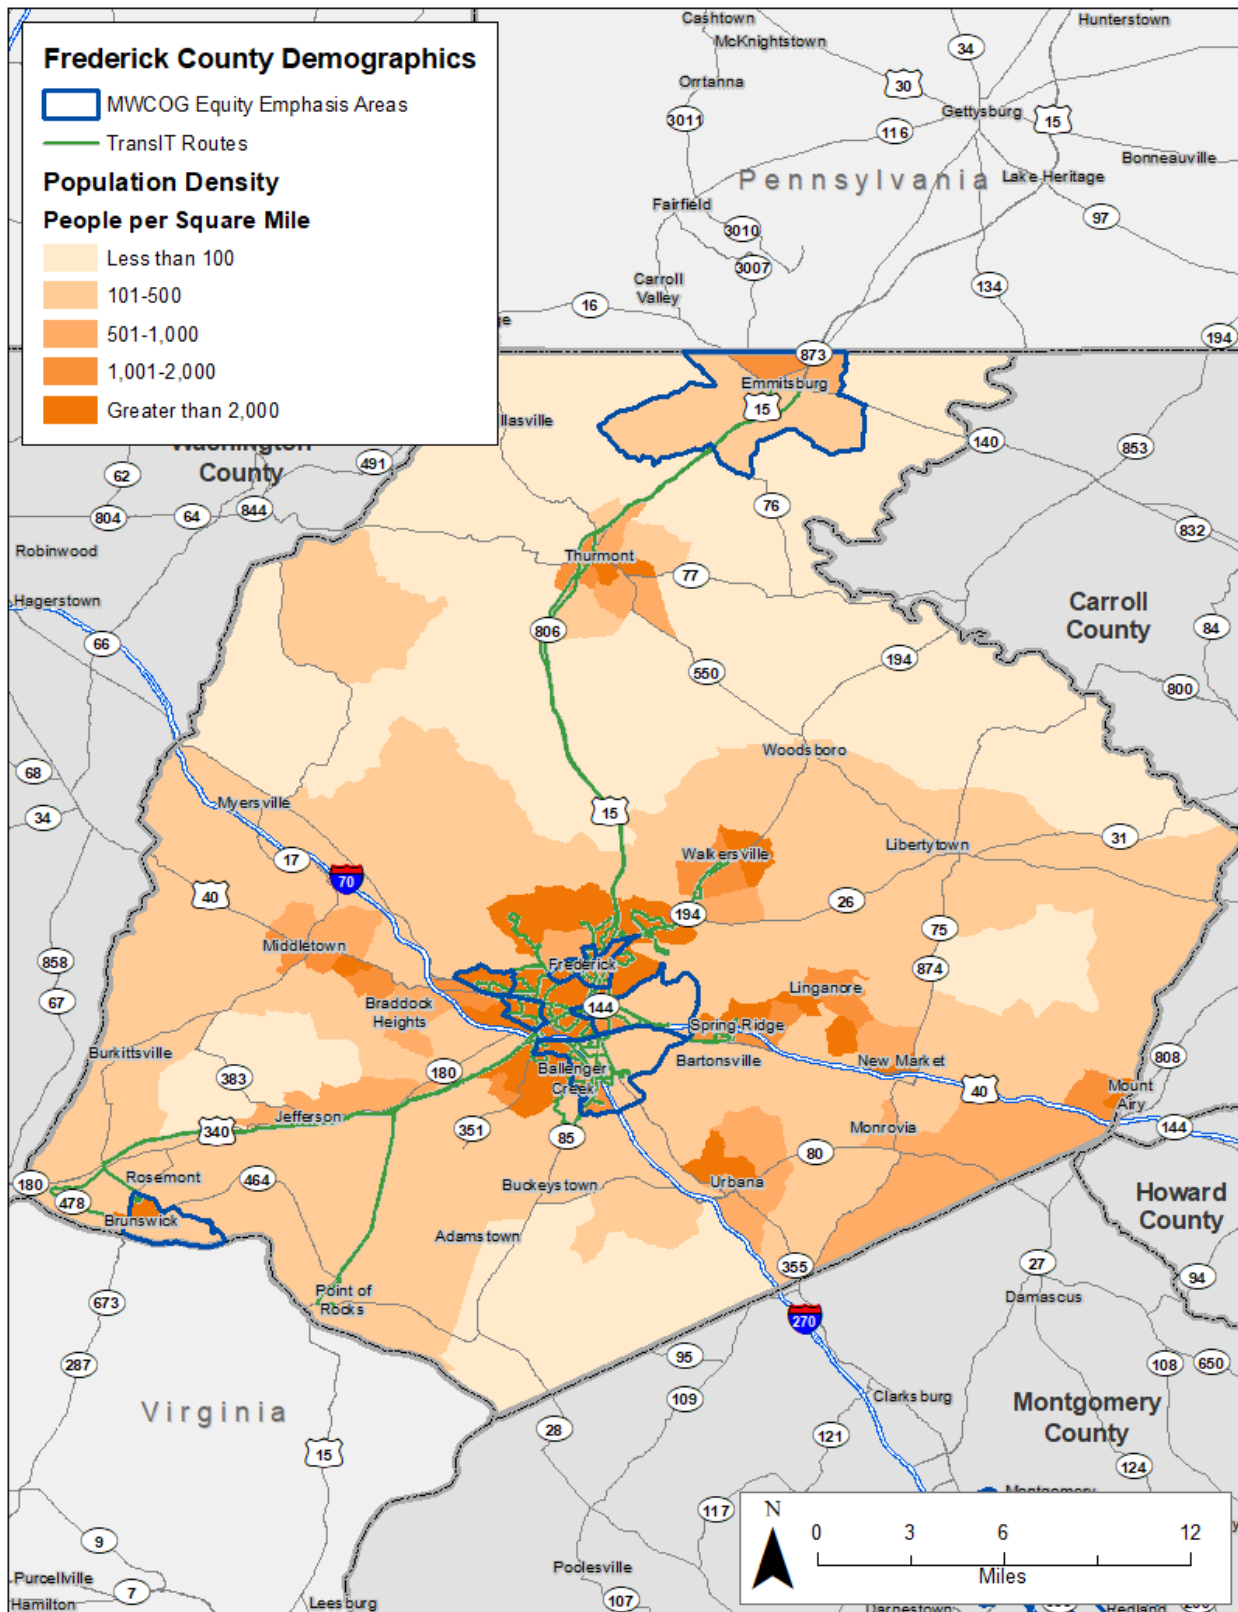 Frederick County Demographics
MWCOG Equity Emphasis Areas
TransIT Routes
Population Density
People per Square Mile
Less than 100
101-500
501-1,000
1,001-2,000
Greater than 2,000
Cashtown
Hunterstown
McKnightstown
34
30
Orrtanna
Gettysburg
3011
116
15
Bonneauville
Pennsylvania
Lake Heritage
Fairfield
97
3010
3007
Carroll
Valley
134
16
194
873
Emmitsburg
15
140
853
County
62
491
844
804
64
76
832
Robinwood
Thurmont
77
Hagerstown
Carroll
County
84
806
66
194
550
800
Woodsboro
68
Myersville
15
34
31
17
Walkersville
Libertytown
70
40
26
194
75
Middletown
858
Frederick
874
67
Linganore
Braddock
Heights
144
Spring Ridge
Burkittsville
Bartonsville
New Market
808
180
Ballenger
Creek
383
40
Mount
Airy
Jefferson
340
351
85
Monrovia
144
80
Rosemont
464
180
Buckeystown
Urbana
478
Howard
County
Brunswick
Adamstown
355
27
94
Point of
Rocks
Damascus
673
270
287
95
108
650
109
Clarksburg
Virginia
Montgomery
County
28
121
15
124
Montgomery
117
N
0
3
6
12
Miles
9
Poolesville
Purcellville
7
Hamilton
Leesburg
107
Darnestown
Redland